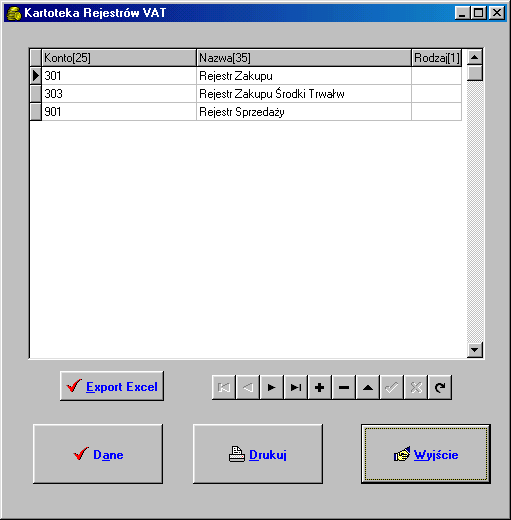 Kartoteka Rejestrów VAT
Konto[25] Nazwa[35] Rodzaj[1]
301 Rejestr Zakupu
303 Rejestr Zakupu Środki Trwałw
901 Rejestr Sprzedaży
Export Excel
Dane Drukuj Wyjście